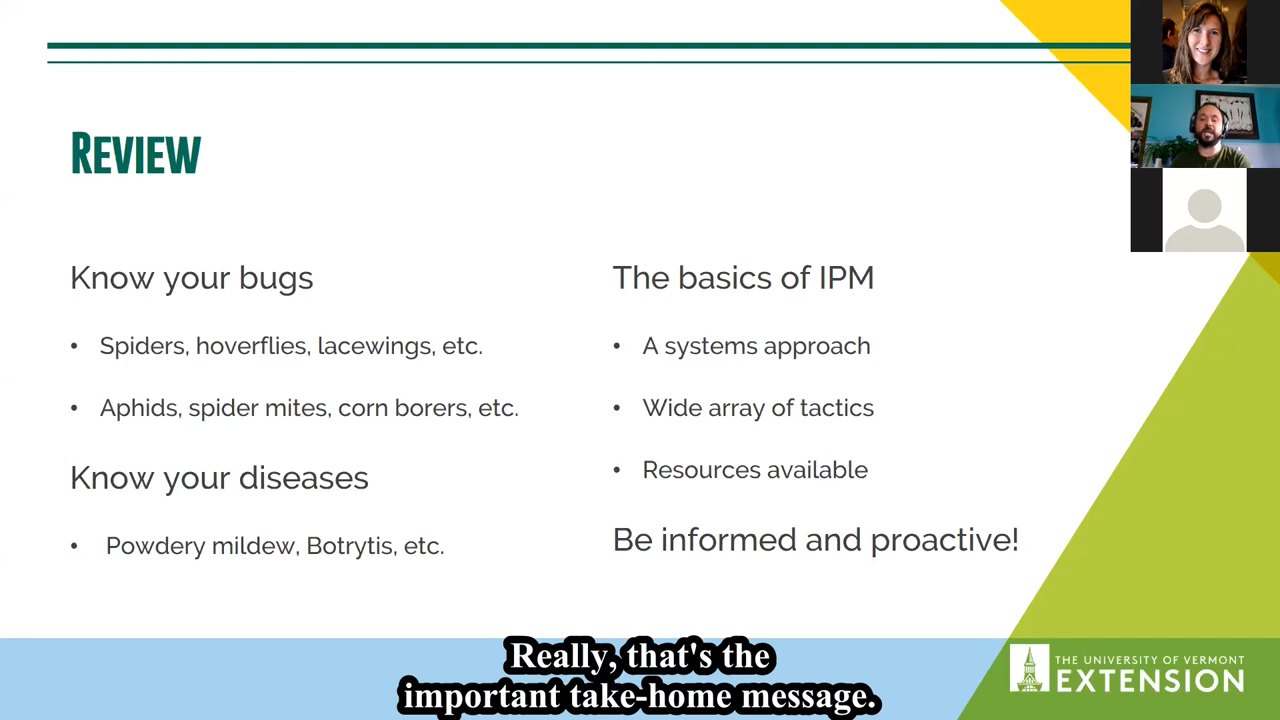 REVIEW
Know your bugs
• Spiders, hoverflies, lacewings, etc.
• Aphids, spider mites, corn borers, etc.
Know your diseases
• Powdery mildew, Botrytis, etc.
The basics of IPM
• A systems approach
• Wide array of tactics
• Resources available
Be informed and proactive!
Really, that's the
important take-home message.
THE UNIVERSITY OF VERMONT
EXTENSION